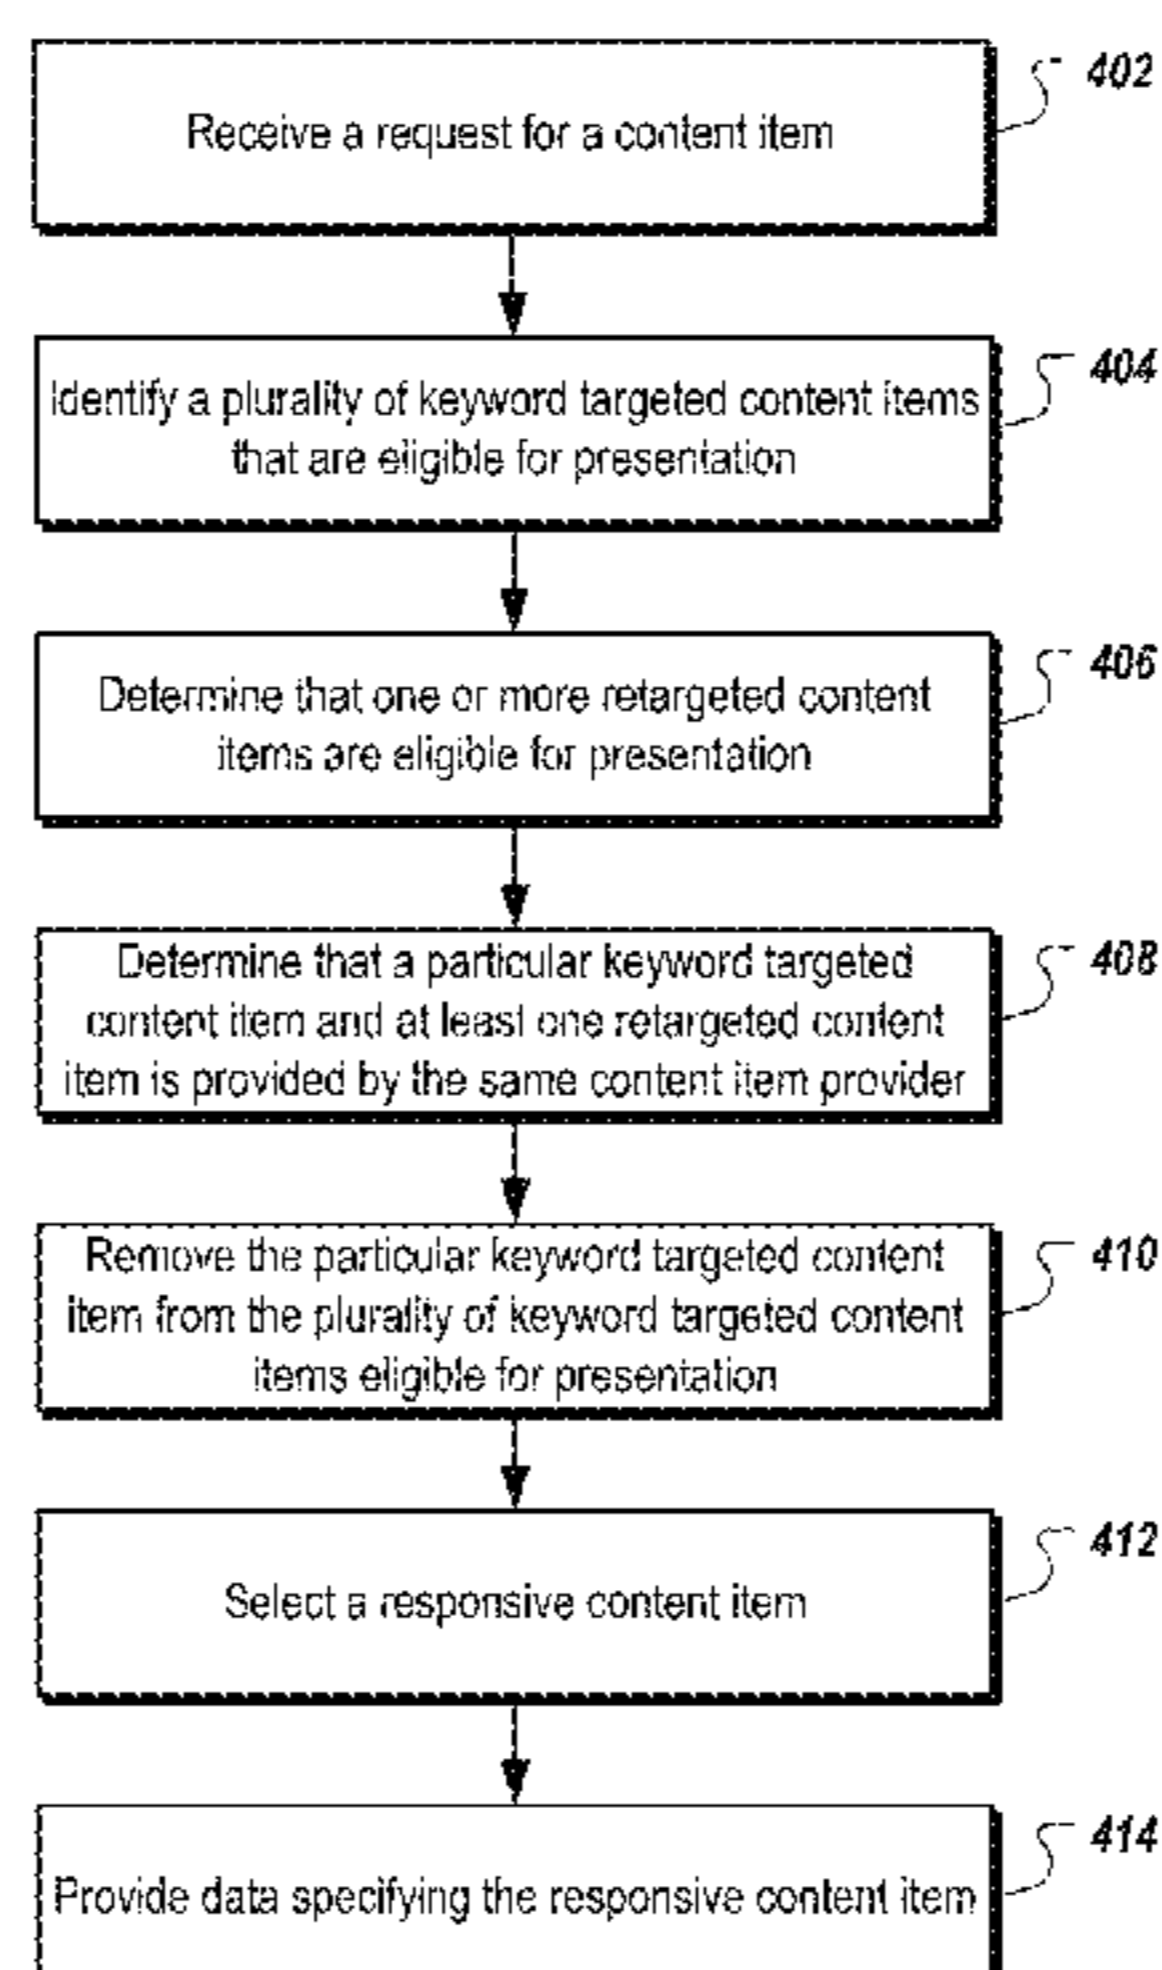 Receive a request for a content item
402
Identify a plurality of keyword targeted content items
that are eligible for presentation
404
Determine that one or more retargeted content
items are eligible for presentation
406
Determine that a particular keyword targeted
content item and at least one retargeted content
item is provided by the same content item provider
408
Remove the particular keyword targeted content
item from the plurality of keyword targeted content
items eligible for presentation
410
Select a responsive content item
412
Provide data specifying the responsive content item
414